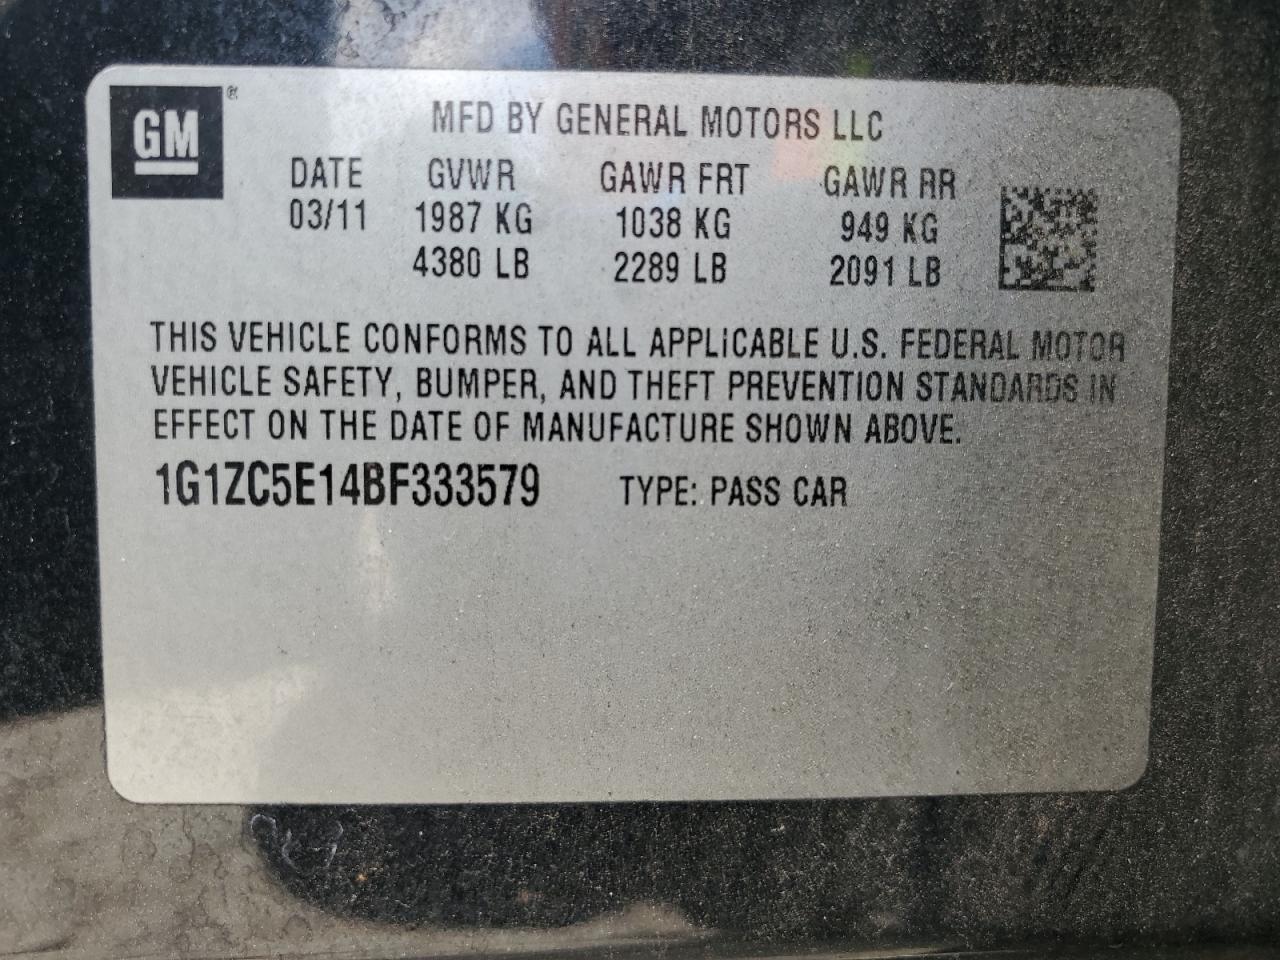 GM ®
MFD BY GENERAL MOTORS LLC
DATE GVWR GAWR FRT GAWR RR
03/11 1987 KG 1038 KG 949 KG
4380 LB 2289 LB 2091 LB
THIS VEHICLE CONFORMS TO ALL APPLICABLE U.S. FEDERAL MOTOR
VEHICLE SAFETY, BUMPER, AND THEFT PREVENTION STANDARDS IN
EFFECT ON THE DATE OF MANUFACTURE SHOWN ABOVE.
1G1ZC5E14BF333579 TYPE: PASS CAR